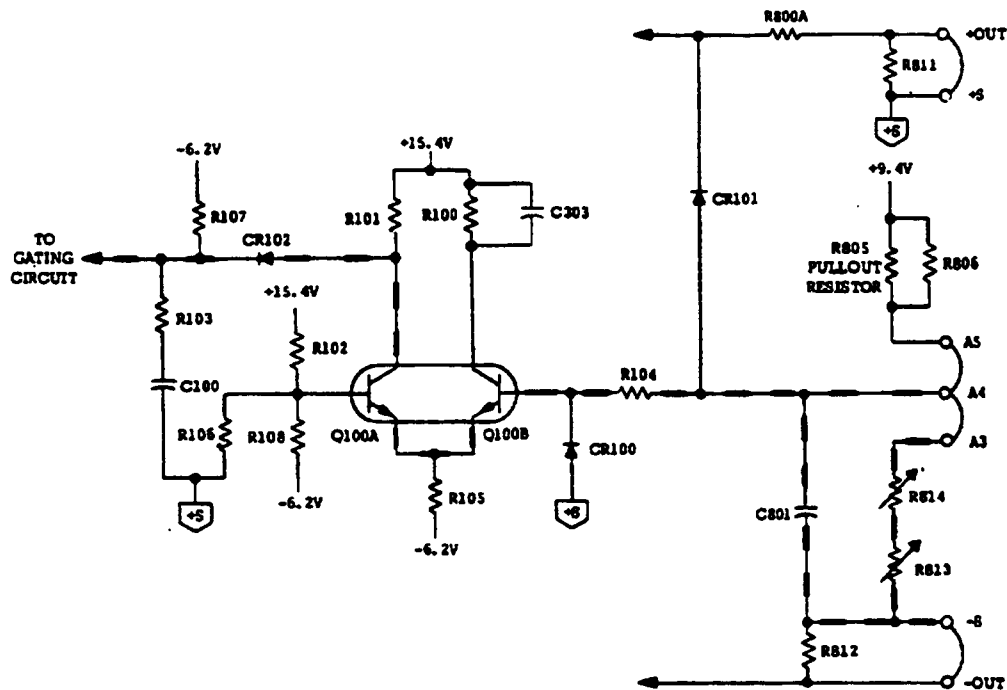 R800A
+OUT
R811
+S
+S
-6.2V
+15.4V
+9.4V
R107
R101
R100
C303
CR101
TO
GATING
CIRCUIT
CR102
R805
PULLOUT
RESISTOR
R806
+15.4V
R103
R102
A5
C100
R104
A4
R106
R108
Q100A
Q100B
A3
CR100
+S
-6.2V
R105
+S
C801
R814
-6.2V
R813
-S
R812
-OUT